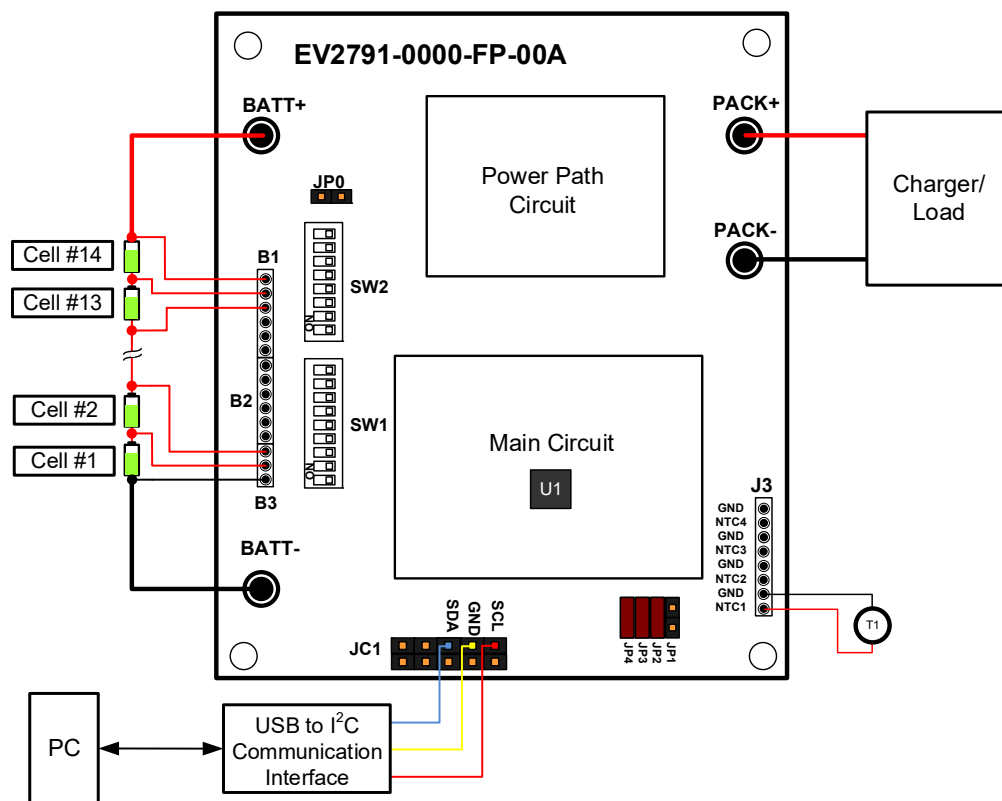 EV2791-0000-FP-00A
BATT+
PACK+
JP0
Power Path
Circuit
Charger/
Load
PACK-
Cell #14
B1
SW2
Cell #13
ON
Cell #2
B2
SW1
Cell #1
Main Circuit
U1
ON
B3
J3
GND
NTC4
GND
NTC3
GND
NTC2
GND
NTC1
T1
BATT-
SDA
GND
SCL
JC1
JP4
JP3
JP2
JP1
PC
USB to I²C
Communication
Interface